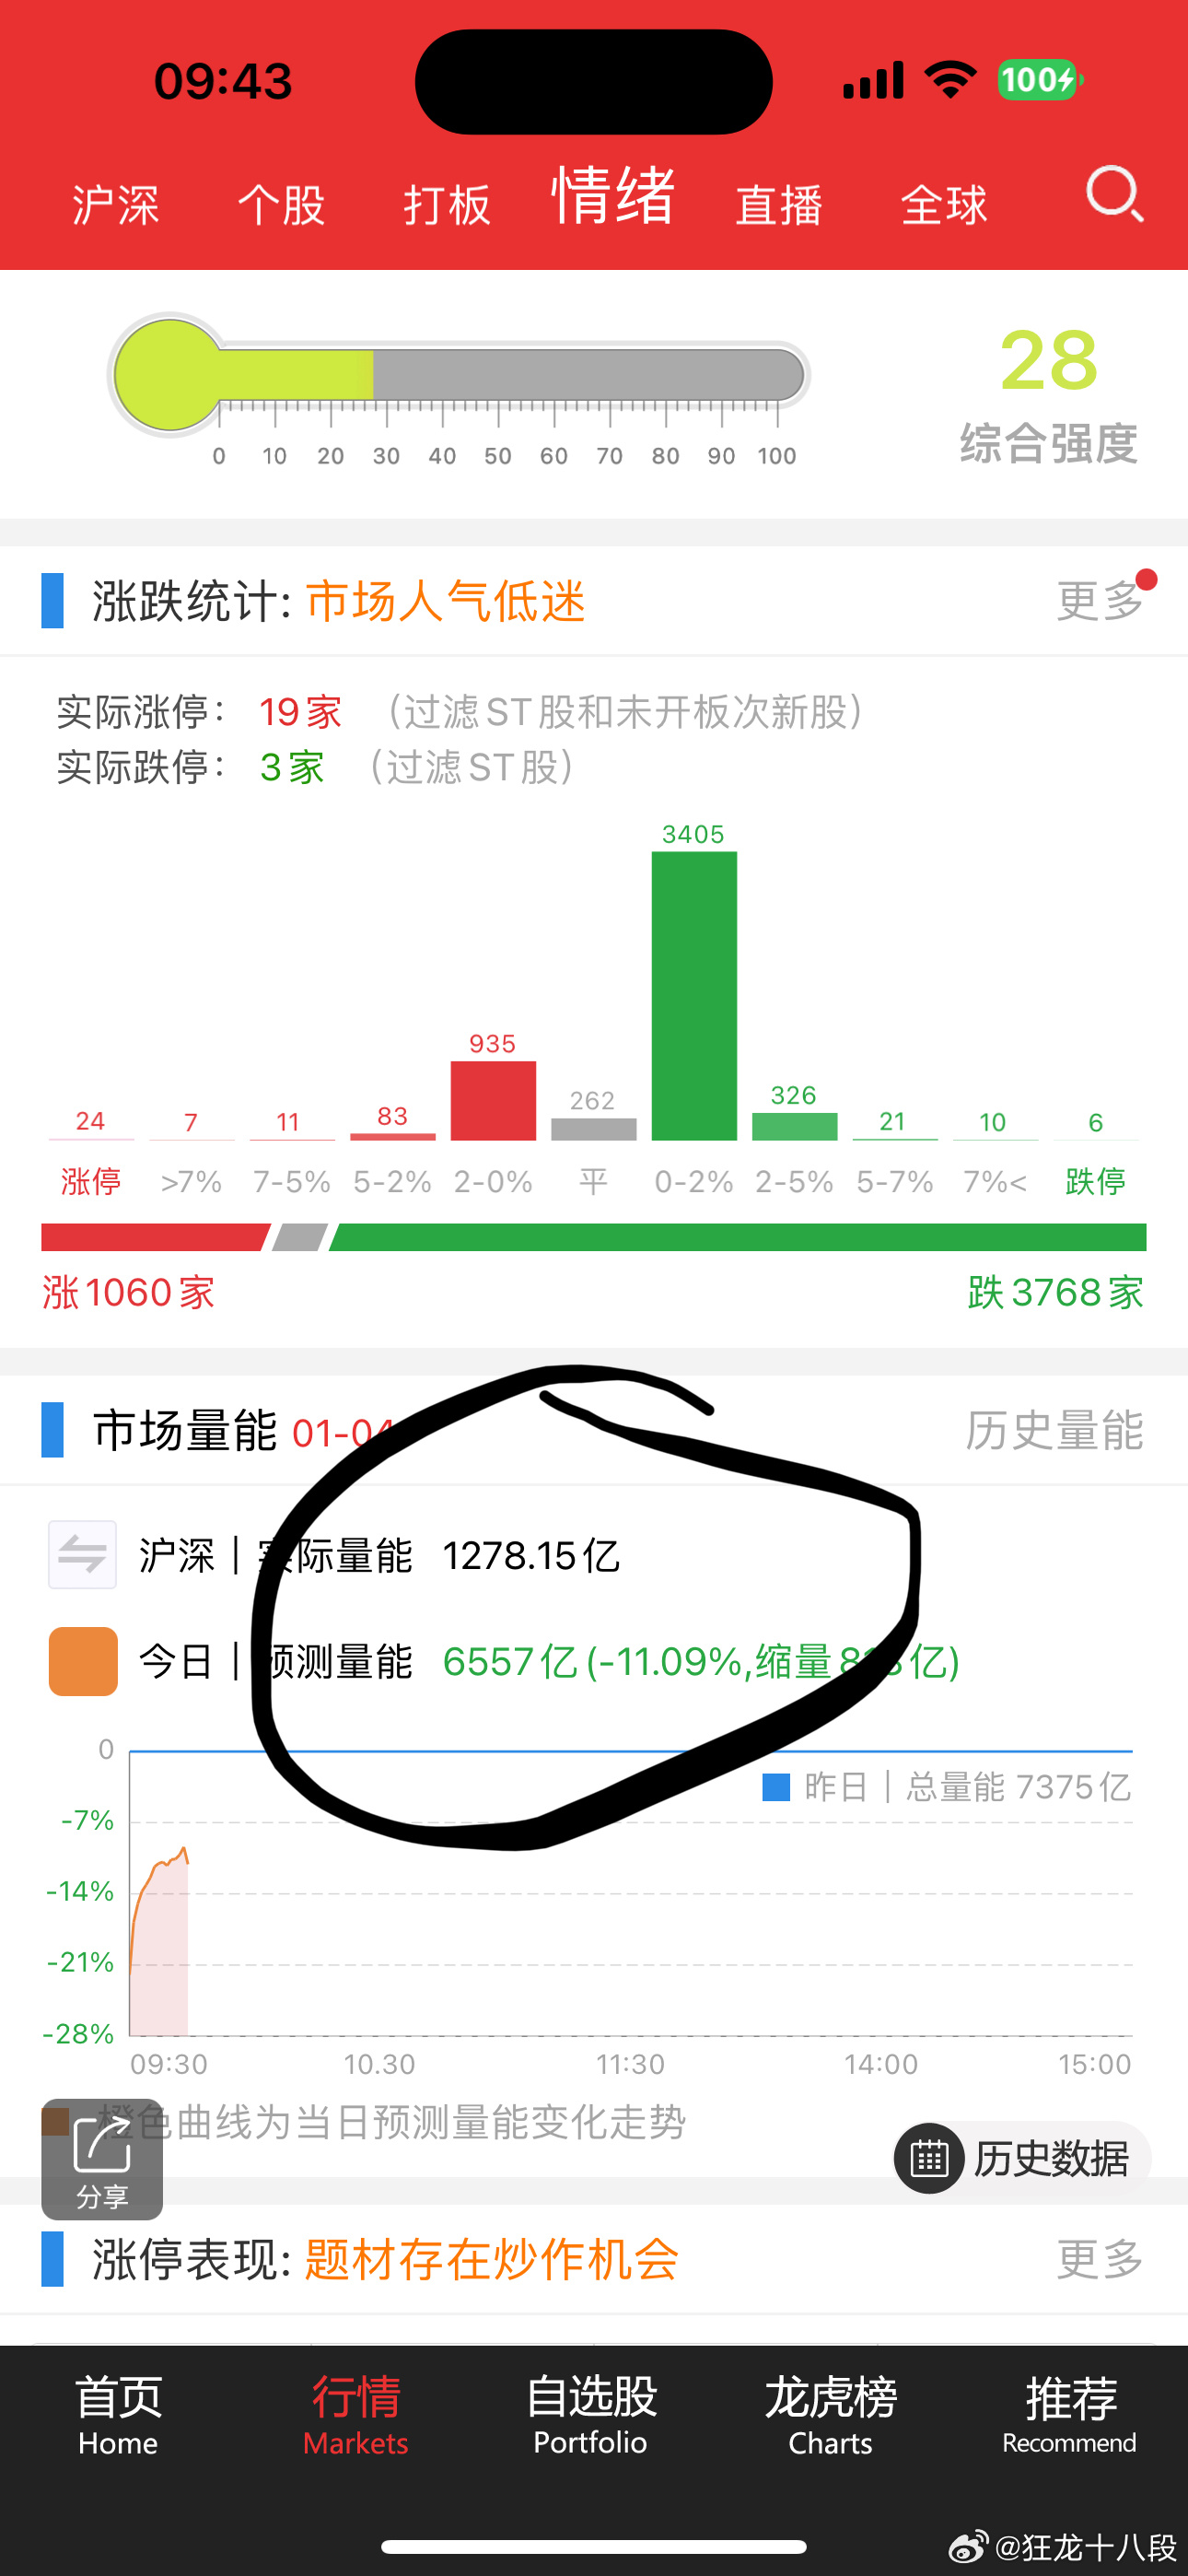 09:43
100
沪深 个股 打板 情绪 直播 全球
28
综合强度
0 10 20 30 40 50 60 70 80 90 100
涨跌统计: 市场人气低迷 更多
实际涨停: 19家 (过滤ST股和未开板次新股)
实际跌停: 3家 (过滤ST股)
24 7 11 83 935 262 3405 326 21 10 6
涨停 >7% 7-5% 5-2% 2-0% 平 0-2% 2-5% 5-7% 7%< 跌停
涨1060家 跌3768家
市场量能 01-04 历史量能
沪深|实际量能 1278.15亿
今日|预测量能 6557亿(-11.09%,缩量 亿)
0
昨日|总量能 7375亿
-7%
-14%
-21%
-28%
09:30 10.30 11:30 14:00 15:00
橙色曲线为当日预测量能变化走势
分享
历史数据
涨停表现: 题材存在炒作机会 更多
首页 行情 自选股 龙虎榜 推荐
Home Markets Portfolio Charts Recommend
@狂龙十八段